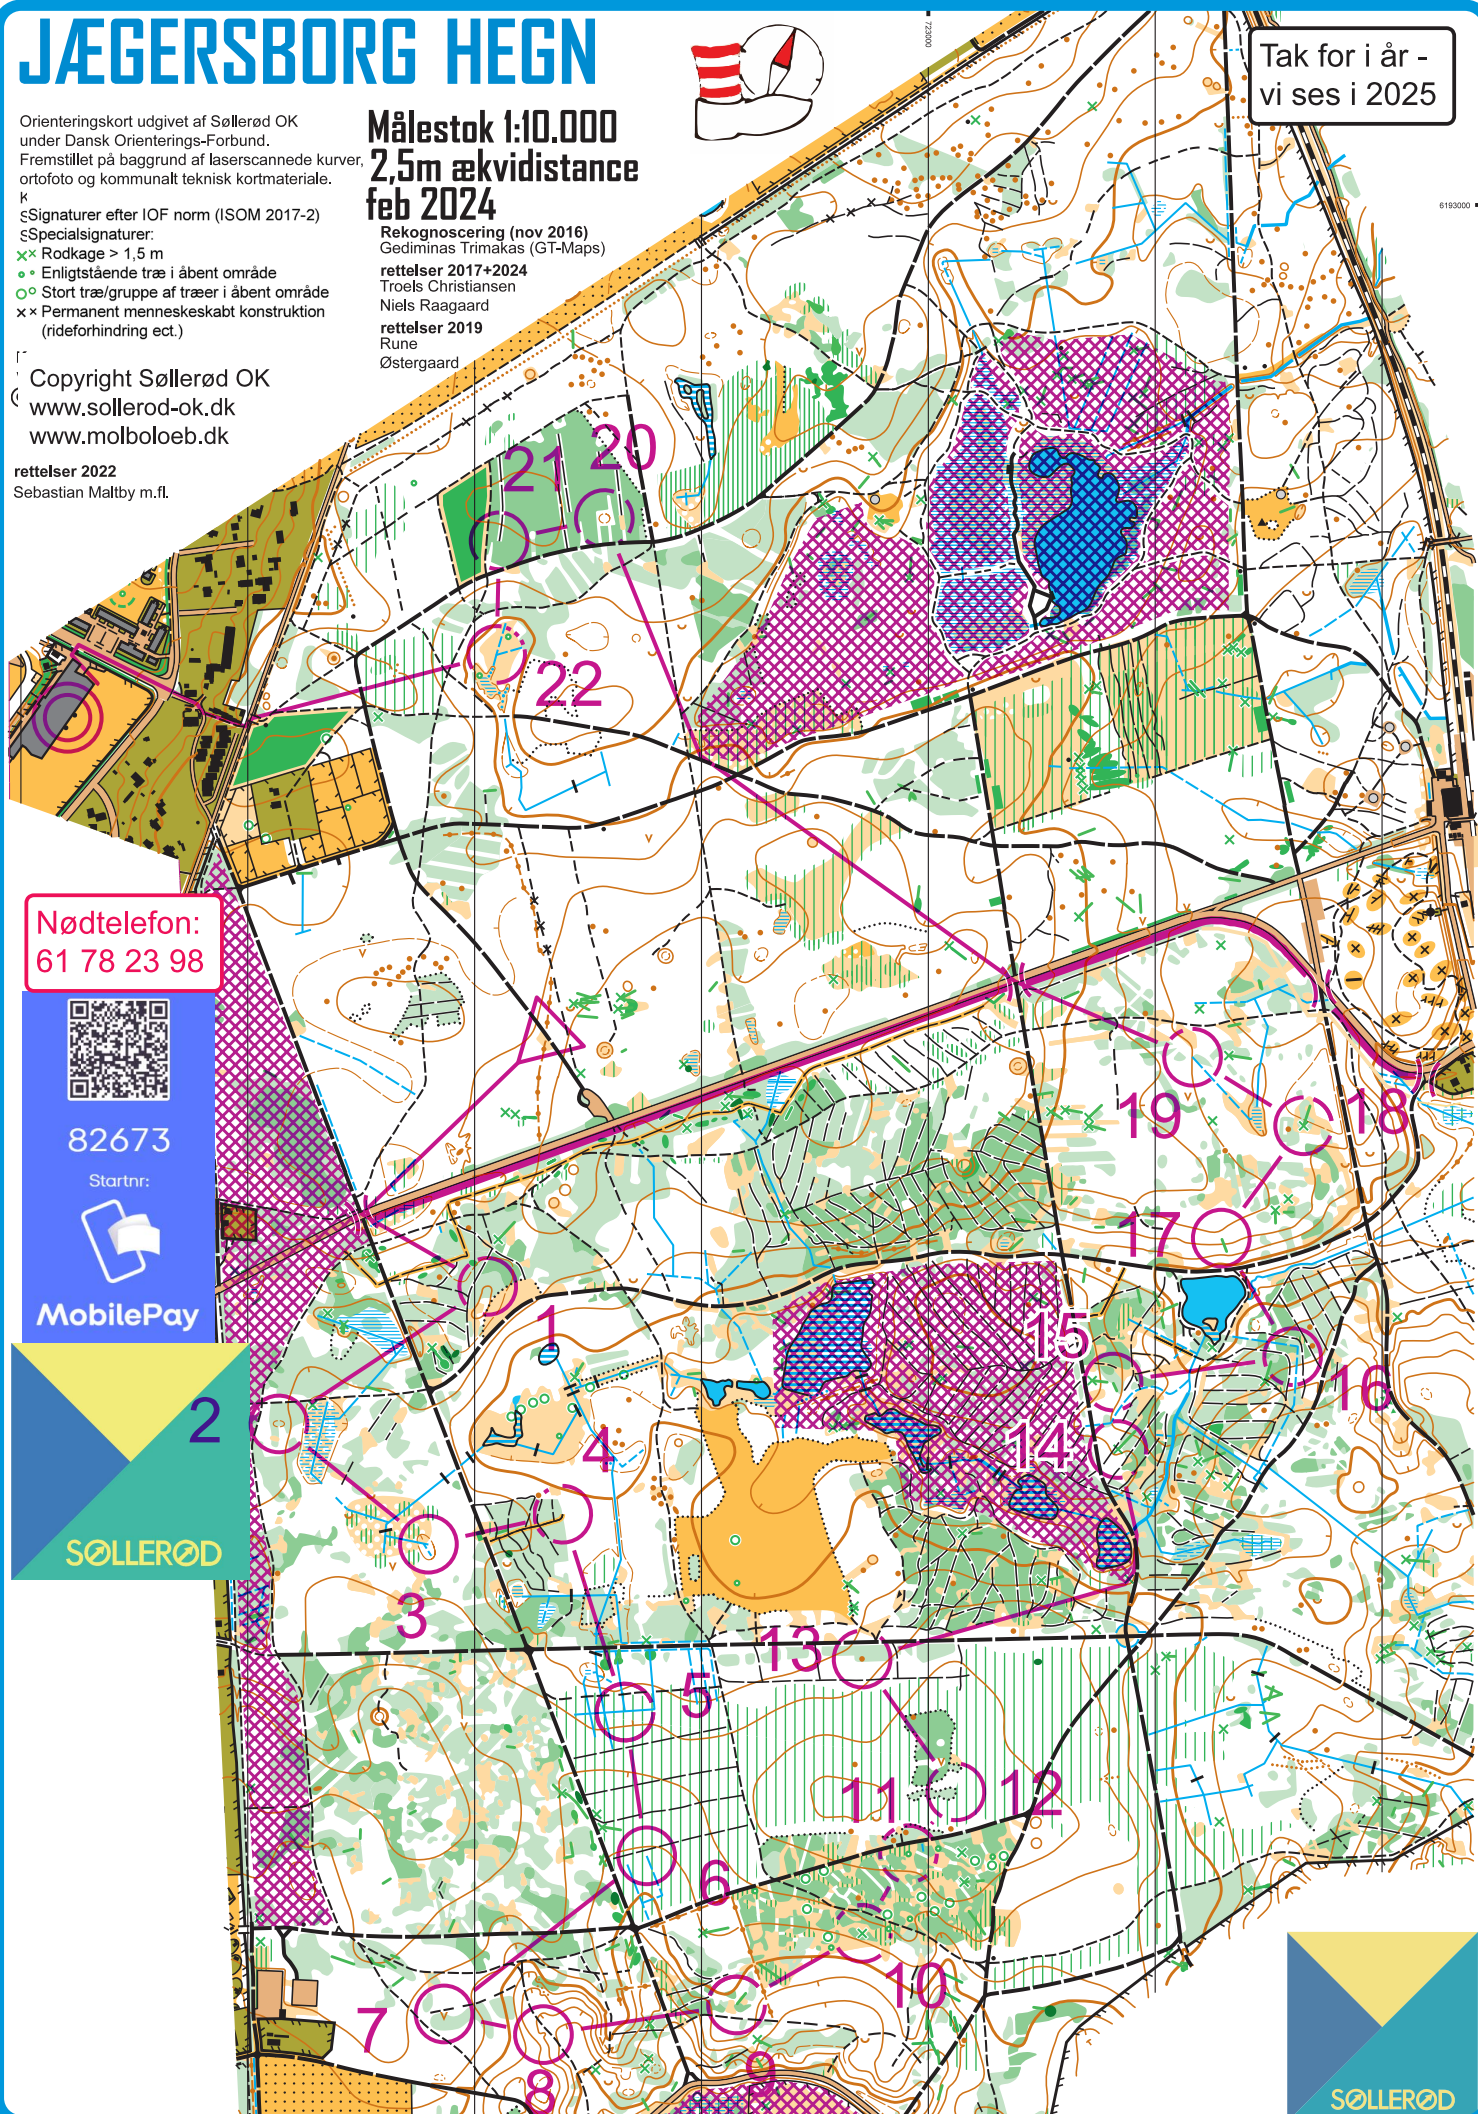 JÆGERSBORG HEGN
Tak for i år -
vi ses i 2025
Orienteringskort udgivet af Søllerød OK
under Dansk Orienterings-Forbund.
Fremstillet på baggrund af laserscannede kurver,
ortofoto og kommunalt teknisk kortmateriale.
Signaturer efter IOF norm (ISOM 2017-2)
Specialsignaturer:
Rodkage > 1,5 m
Enligtstående træ i åbent område
Stort træ/gruppe af træer i åbent område
Permanent menneskeskabt konstruktion
(rideforhindring ect.)
Målestok 1:10.000
2,5m ækvidistance
feb 2024
Rekognoscering (nov 2016)
Gediminas Trimakas (GT-Maps)
rettelser 2017+2024
Troels Christiansen
Niels Raagaard
rettelser 2019
Rune
Østergaard
Copyright Søllerød OK
www.sollerod-ok.dk
www.molboloeb.dk
rettelser 2022
Sebastian Maltby m.fl.
723000
6193000
20
21
22
Nødtelefon:
61 78 23 98
82673
Startnr:
MobilePay
19
18
17
1
15
16
2
4
14
SØLLERØD
3
13
5
11
12
6
10
7
9
8
SØLLERØD